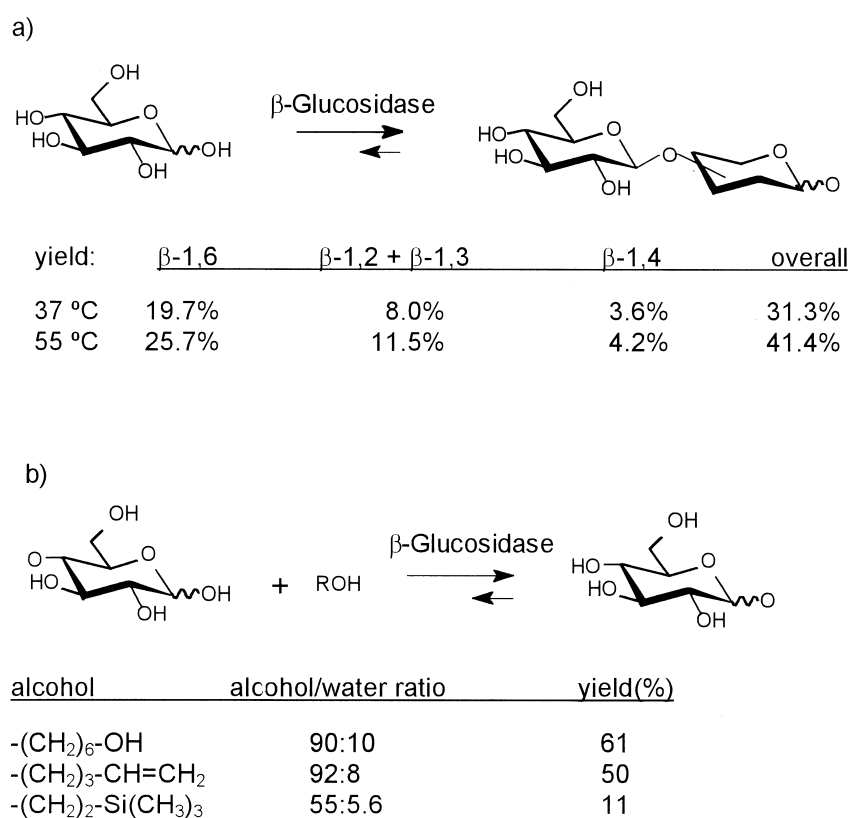 a)
OH
O
HO
HO
OH
OH
β-Glucosidase
OH
O
HO
HO
OH
O
O
O
yield: β-1,6 β-1,2 + β-1,3 β-1,4 overall
37 ºC 19.7% 8.0% 3.6% 31.3%
55 ºC 25.7% 11.5% 4.2% 41.4%
b)
OH
O
O
HO
OH
OH
+ ROH
β-Glucosidase
OH
O
HO
HO
OH
O
alcohol alcohol/water ratio yield(%)
-(CH₂)₆-OH 90:10 61
-(CH₂)₃-CH=CH₂ 92:8 50
-(CH₂)₂-Si(CH₃)₃ 55:5.6 11